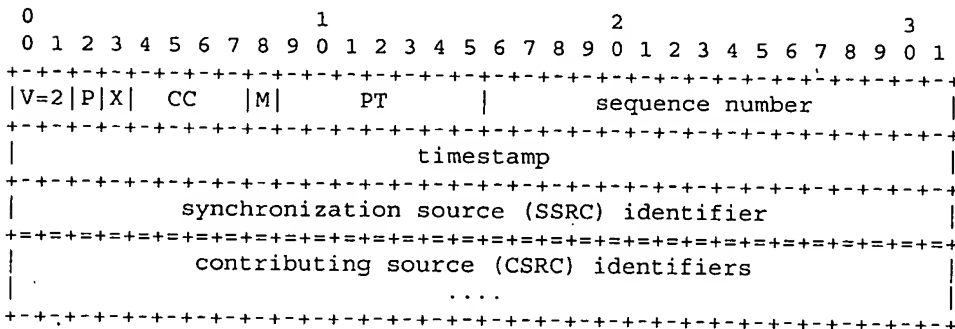 0                   1                   2                   3
 0 1 2 3 4 5 6 7 8 9 0 1 2 3 4 5 6 7 8 9 0 1 2 3 4 5 6 7 8 9 0 1
+-+-+-+-+-+-+-+-+-+-+-+-+-+-+-+-+-+-+-+-+-+-+-+-+-+-+-+-+-+-+-+-+
|V=2|P|X|  CC   |M|     PT      |       sequence number         |
+-+-+-+-+-+-+-+-+-+-+-+-+-+-+-+-+-+-+-+-+-+-+-+-+-+-+-+-+-+-+-+-+
|                           timestamp                           |
+-+-+-+-+-+-+-+-+-+-+-+-+-+-+-+-+-+-+-+-+-+-+-+-+-+-+-+-+-+-+-+-+
|           synchronization source (SSRC) identifier            |
+=+=+=+=+=+=+=+=+=+=+=+=+=+=+=+=+=+=+=+=+=+=+=+=+=+=+=+=+=+=+=+=+
|            contributing source (CSRC) identifiers             |
|                             ....                              |
+-+-+-+-+-+-+-+-+-+-+-+-+-+-+-+-+-+-+-+-+-+-+-+-+-+-+-+-+-+-+-+-+